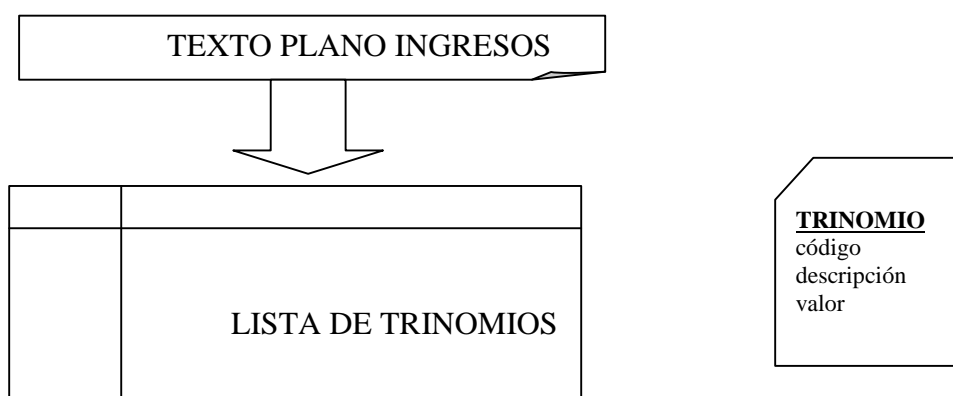 TEXTO PLANO INGRESOS
TRINOMIO
código
descripción
valor
LISTA DE TRINOMIOS